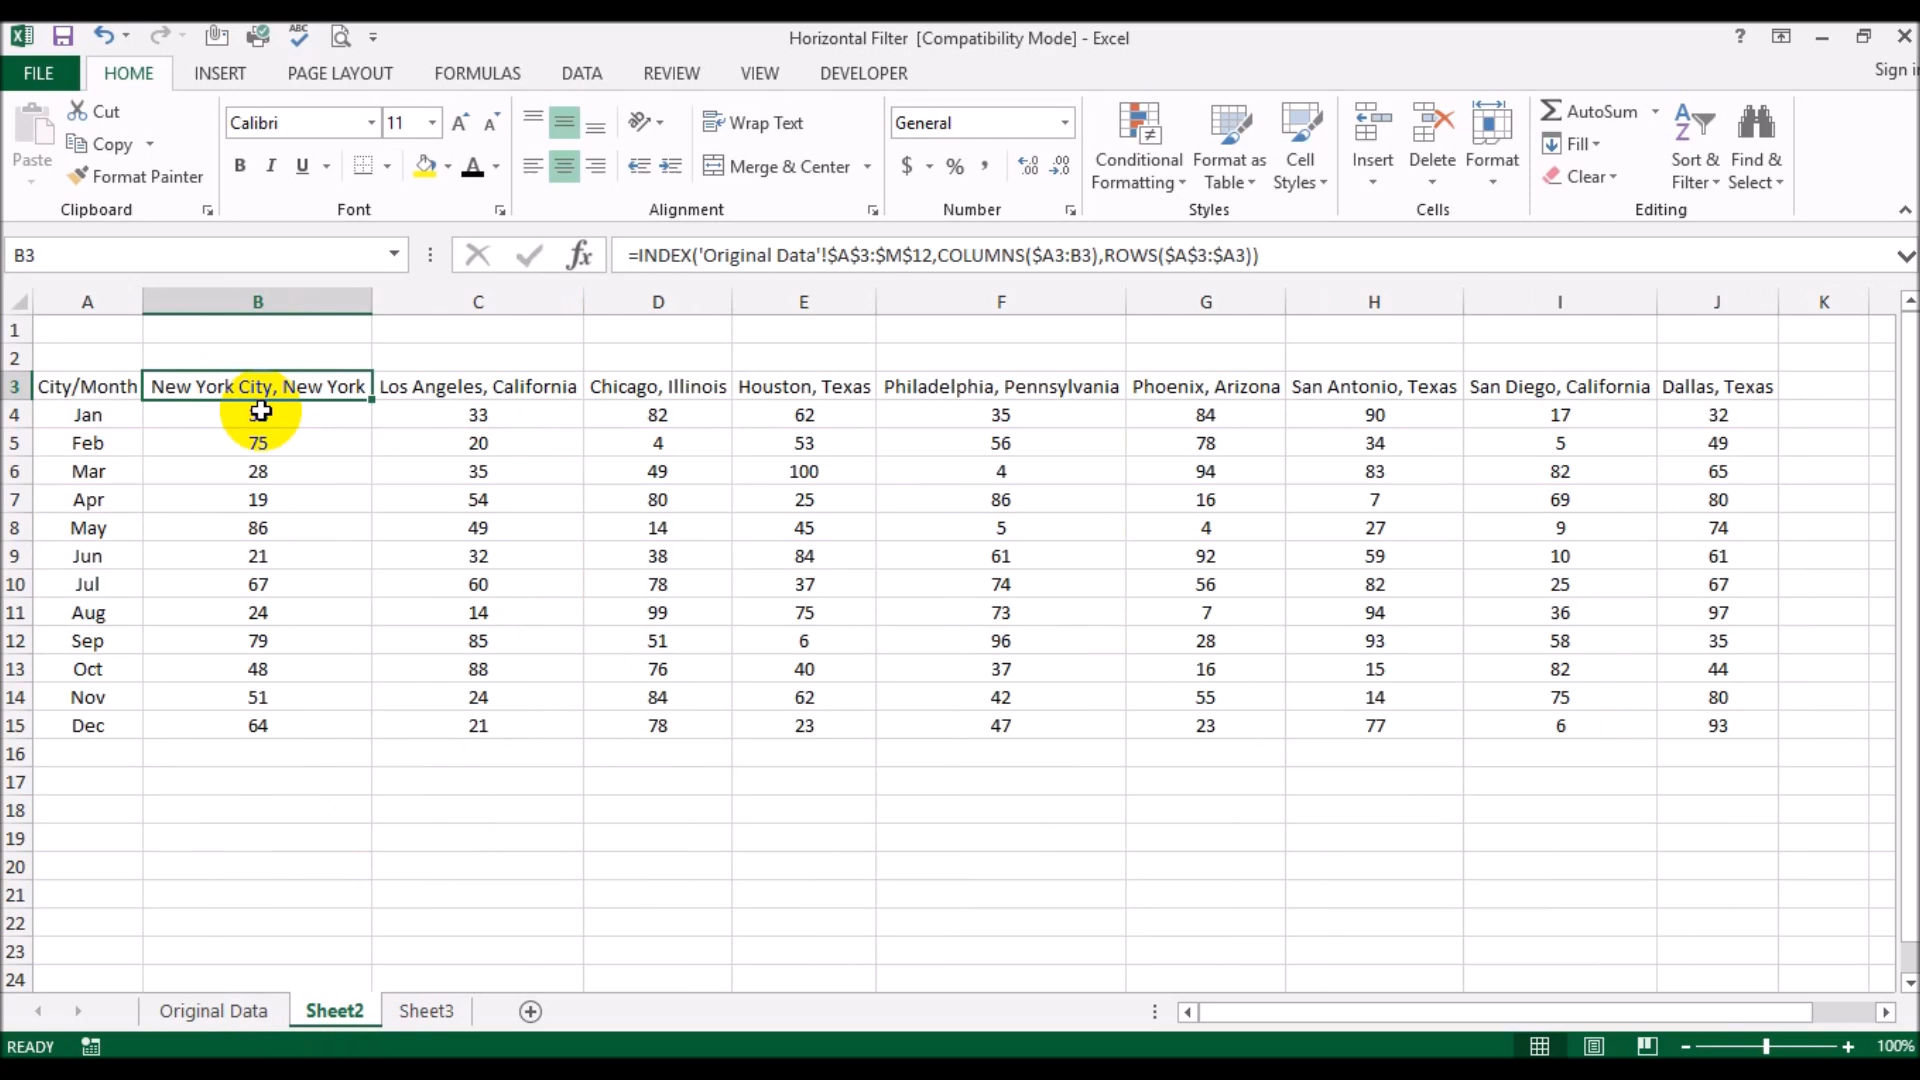 Horizontal Filter [Compatibility Mode] - Excel
?
Sign in
FILE HOME INSERT PAGE LAYOUT FORMULAS DATA REVIEW VIEW DEVELOPER
Paste
Cut
Copy
Format Painter
Clipboard
Calibri 11
B I U
Font
Wrap Text
Merge & Center
Alignment
General
$ % ,
Number
Conditional Formatting
Format as Table
Cell Styles
Styles
Insert
Delete
Format
Cells
AutoSum
Fill
Clear
Sort & Filter
Find & Select
Editing
B3 fx =INDEX('Original Data'!$A$3:$M$12,COLUMNS($A3:B3),ROWS($A$3:$A3))
A B C D E F G H I J K
1
2
3 City/Month New York City, New York Los Angeles, California Chicago, Illinois Houston, Texas Philadelphia, Pennsylvania Phoenix, Arizona San Antonio, Texas San Diego, California Dallas, Texas
4 Jan 33 82 62 35 84 90 17 32
5 Feb 75 20 4 53 56 78 34 5 49
6 Mar 28 35 49 100 4 94 83 82 65
7 Apr 19 54 80 25 86 16 7 69 80
8 May 86 49 14 45 5 4 27 9 74
9 Jun 21 32 38 84 61 92 59 10 61
10 Jul 67 60 78 37 74 56 82 25 67
11 Aug 24 14 99 75 73 7 94 36 97
12 Sep 79 85 51 6 96 28 93 58 35
13 Oct 48 88 76 40 37 16 15 82 44
14 Nov 51 24 84 62 42 55 14 75 80
15 Dec 64 21 78 23 47 23 77 6 93
16
17
18
19
20
21
22
23
24
Original Data Sheet2 Sheet3
READY
100%